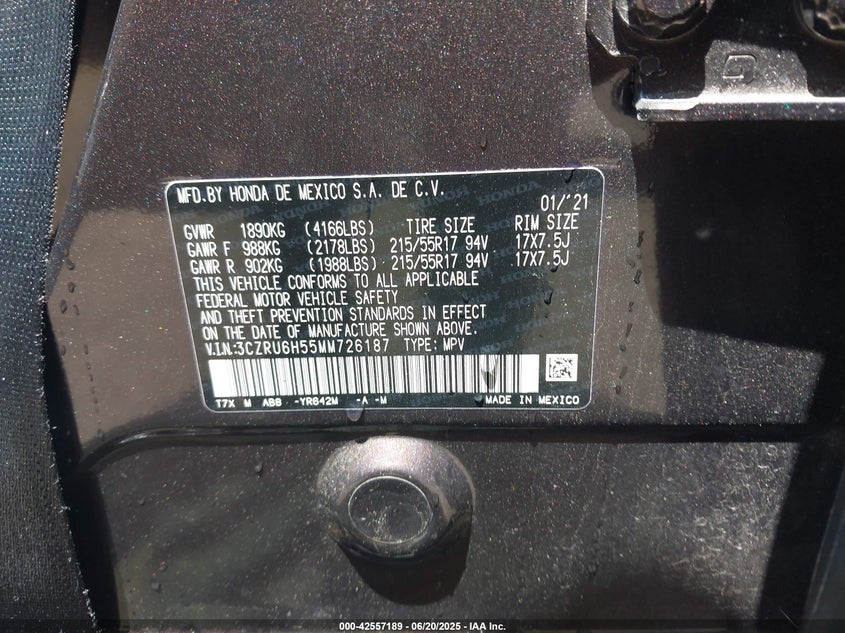 MFD.BY HONDA DE MEXICO S.A. DE C.V.
01/'21
GVWR 1890KG (4166LBS) TIRE SIZE RIM SIZE
GAWR F 988KG (2178LBS) 215/55R17 94V 17X7.5J
GAWR R 902KG (1988LBS) 215/55R17 94V 17X7.5J
THIS VEHICLE CONFORMS TO ALL APPLICABLE
FEDERAL MOTOR VEHICLE SAFETY
AND THEFT PREVENTION STANDARDS IN EFFECT
ON THE DATE OF MANUFACTURE SHOWN ABOVE.
V.I.N.:3CZRU6H55MM726187 TYPE: MPV
T7X M AB8 -YR642M -A -M MADE IN MEXICO
000-42557189 - 06/20/2025 - IAA Inc.